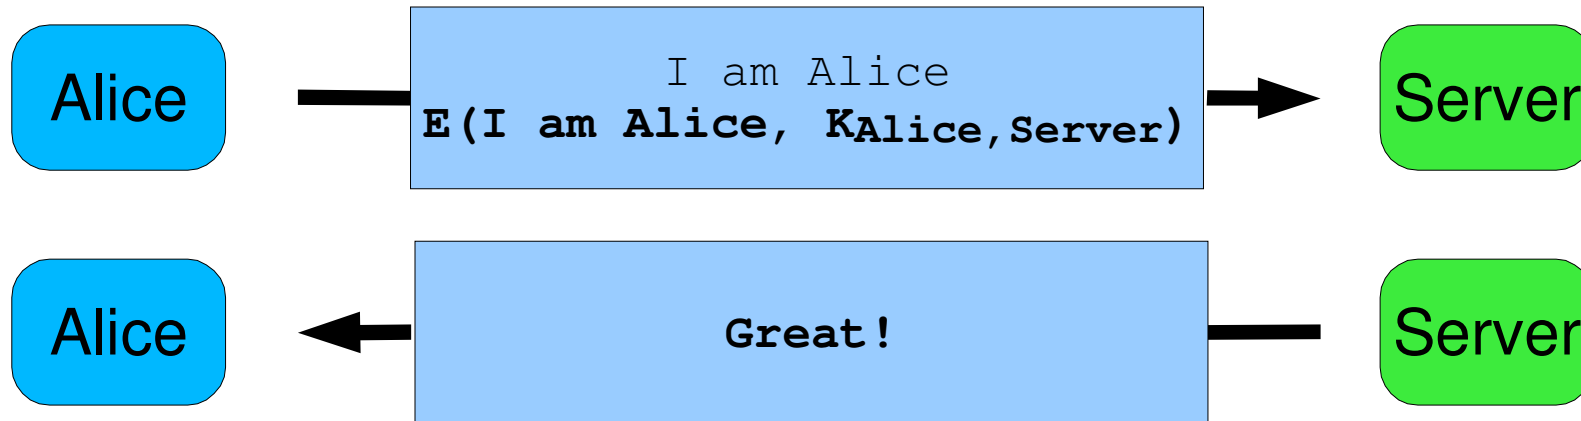 Alice
I am Alice
E(I am Alice, KAlice,Server)
Server
Alice
Great!
Server